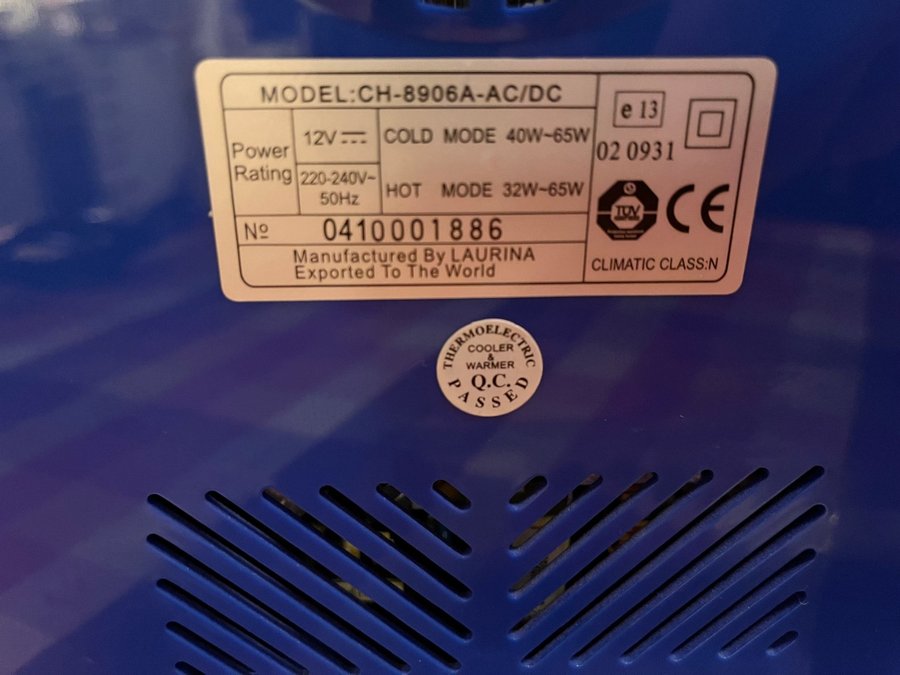 MODEL:CH-8906A-AC/DC
Power
Rating
12V
220-240V~
50Hz
COLD MODE 40W~65W
HOT MODE 32W~65W
Nº 0410001886
Manufactured By LAURINA
Exported To The World
e 13
02 0931
TÜV
CE
CLIMATIC CLASS:N
THERMOELECTRIC
COOLER
&
WARMER
Q.C.
PASSED